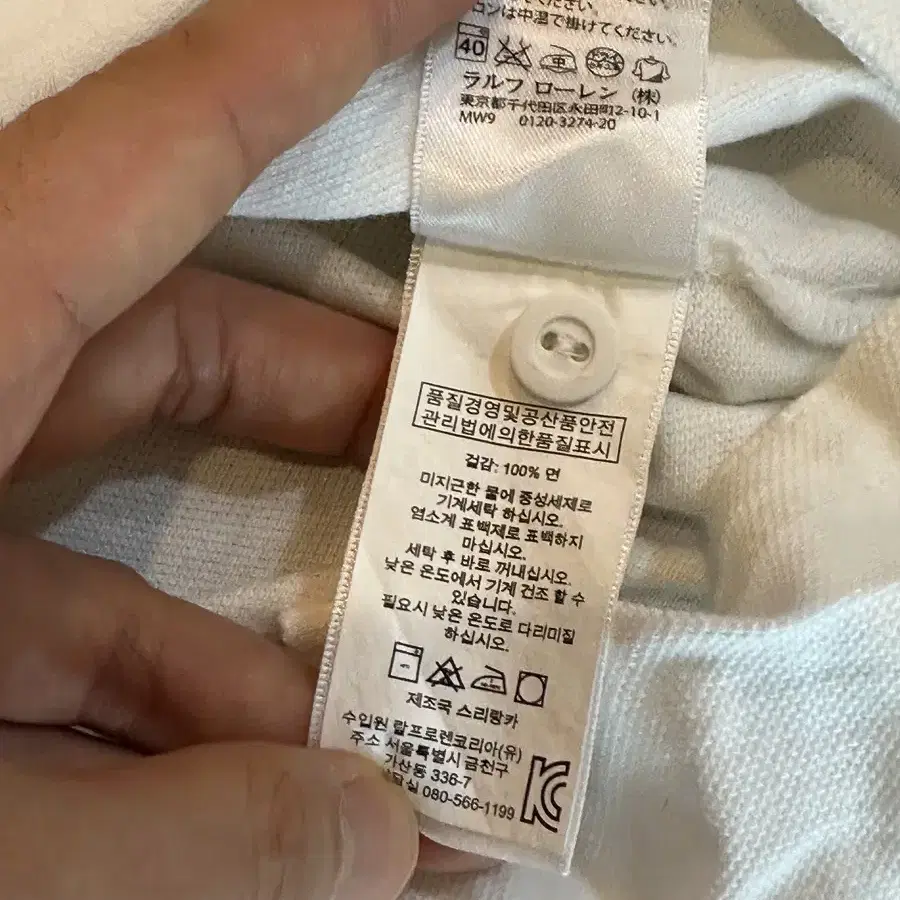 ロンは中温で掛けてください。
40
中
ラルフ ローレン (株)
東京都千代田区永田町2-10-1
MW9 0120-3274-20
품질경영및공산품안전
관리법에의한품질표시
겉감: 100% 면
미지근한 물에 중성세제로
기계세탁 하십시오.
염소계 표백제로 표백하지
마십시오.
세탁 후 바로 꺼내십시오.
낮은 온도에서 기계 건조 할 수
있습니다.
필요시 낮은 온도로 다리미질
하십시오.
제조국 스리랑카
수입원 랄프로렌코리아(유)
주소 서울특별시 금천구
가산동 336-7
실 080-566-1199